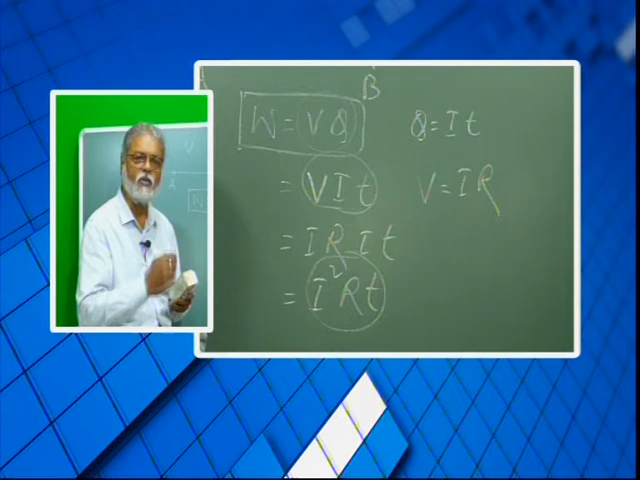 B
W = VQ Q = It
= VIt V = IR
= IRIt
= I²Rt
V
A
W